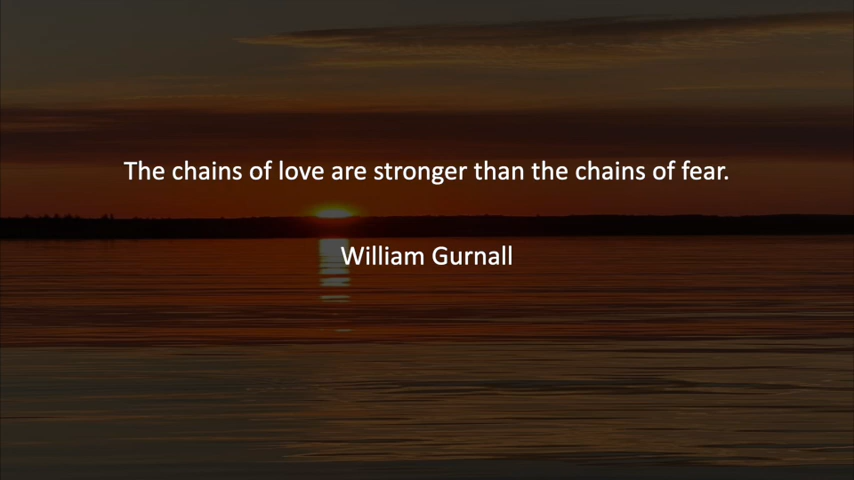 The chains of love are stronger than the chains of fear.
William Gurnall